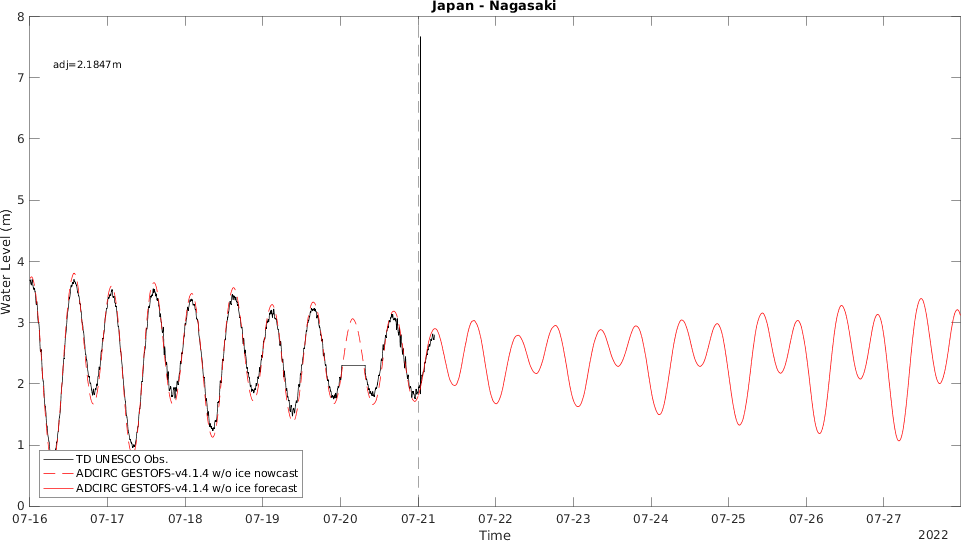 Japan - Nagasaki
8
adj=2.1847m
7
6
5
4
3
2
1
0
Water Level (m)
TD UNESCO Obs.
ADCIRC GESTOFS-v4.1.4 w/o ice nowcast
ADCIRC GESTOFS-v4.1.4 w/o ice forecast
07-16 07-17 07-18 07-19 07-20 07-21 07-22 07-23 07-24 07-25 07-26 07-27
Time
2022